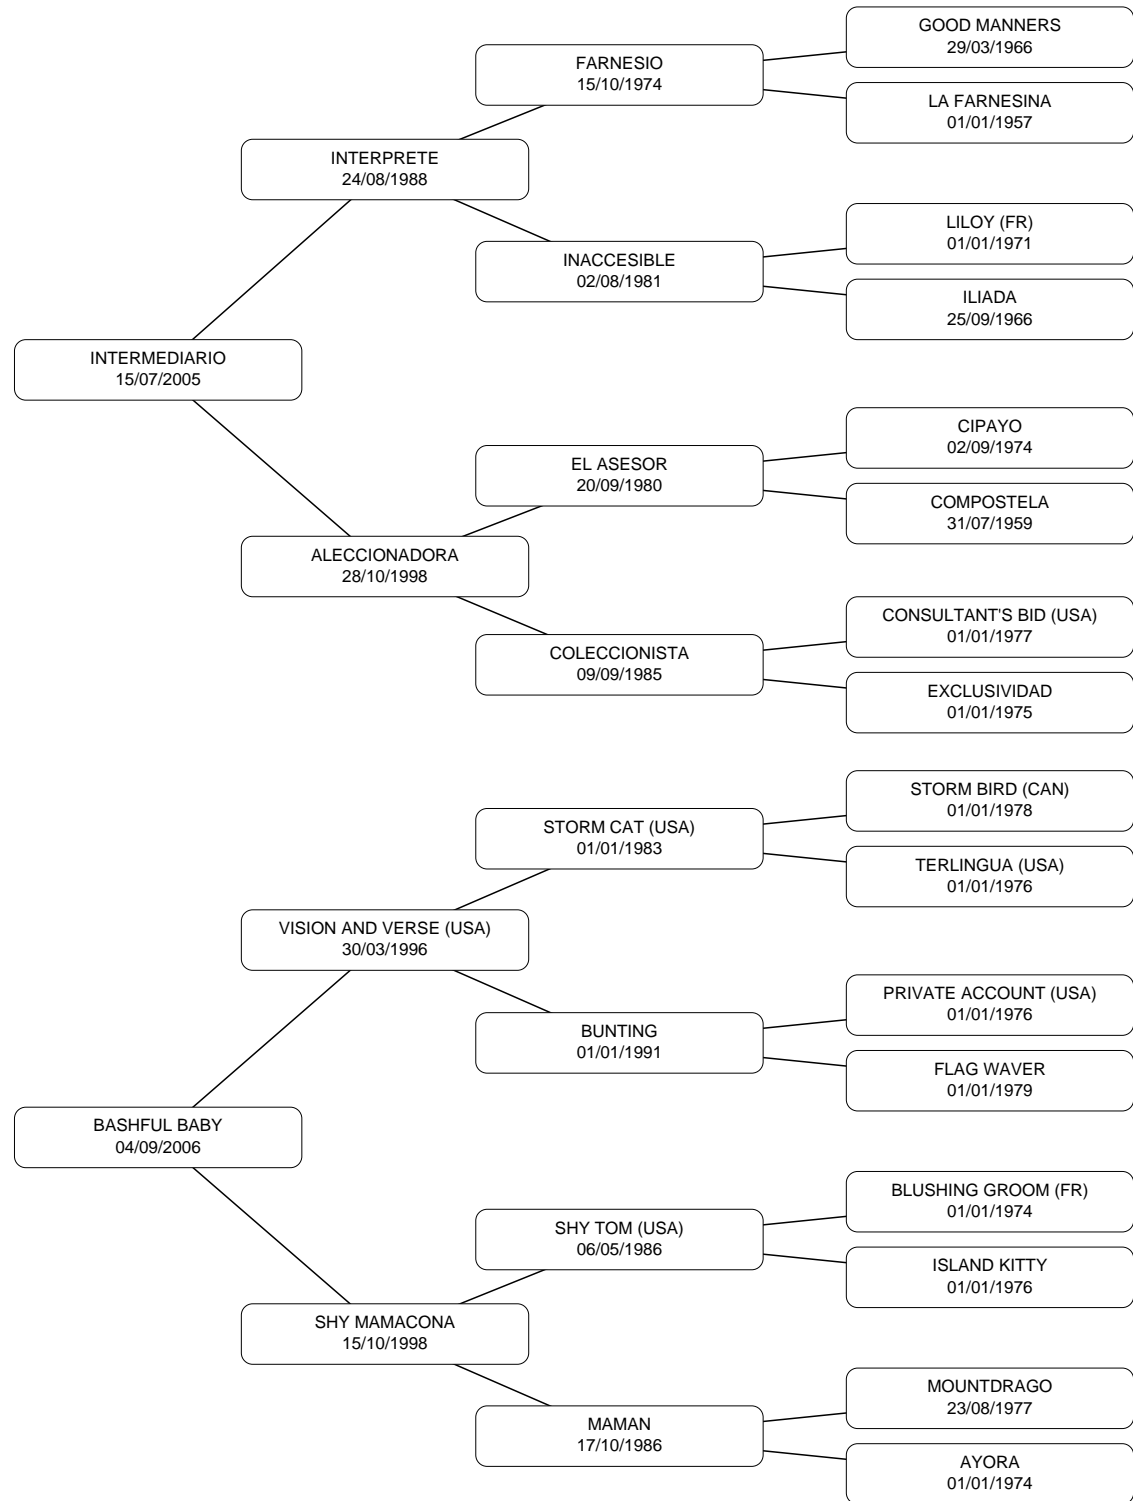 GOOD MANNERS
29/03/1966
FARNESIO
15/10/1974
LA FARNESINA
01/01/1957
INTERPRETE
24/08/1988
LILOY (FR)
01/01/1971
INACCESIBLE
02/08/1981
ILIADA
25/09/1966
INTERMEDIARIO
15/07/2005
CIPAYO
02/09/1974
EL ASESOR
20/09/1980
COMPOSTELA
31/07/1959
ALECCIONADORA
28/10/1998
CONSULTANT'S BID (USA)
01/01/1977
COLECCIONISTA
09/09/1985
EXCLUSIVIDAD
01/01/1975
STORM BIRD (CAN)
01/01/1978
STORM CAT (USA)
01/01/1983
TERLINGUA (USA)
01/01/1976
VISION AND VERSE (USA)
30/03/1996
PRIVATE ACCOUNT (USA)
01/01/1976
BUNTING
01/01/1991
FLAG WAVER
01/01/1979
BASHFUL BABY
04/09/2006
BLUSHING GROOM (FR)
01/01/1974
SHY TOM (USA)
06/05/1986
ISLAND KITTY
01/01/1976
SHY MAMACONA
15/10/1998
MOUNTDRAGO
23/08/1977
MAMAN
17/10/1986
AYORA
01/01/1974